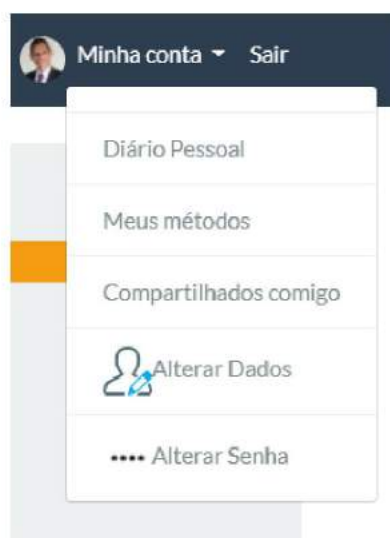 Minha conta Sair
Diário Pessoal
Meus métodos
Compartilhados comigo
Alterar Dados
Alterar Senha